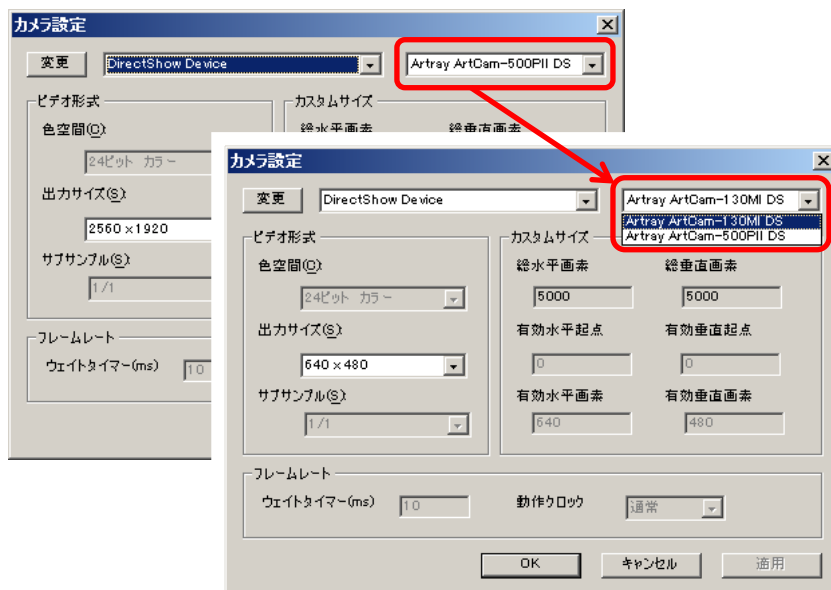 カメラ設定
変更 DirectShow Device Artray ArtCam-500PII DS
ビデオ形式
カスタムサイズ
色空間(C):
総水平画素 総垂直画素
24ビット カラー
出力サイズ(S):
2560×1920
サブサンプル(S):
1/1
フレームレート
ウェイトタイマー(ms) 10
カメラ設定
変更 DirectShow Device Artray ArtCam-130MI DS
Artray ArtCam-130MI DS
Artray ArtCam-500PII DS
ビデオ形式
カスタムサイズ
色空間(C):
総水平画素 総垂直画素
24ビット カラー
5000 5000
出力サイズ(S):
有効水平起点 有効垂直起点
640×480
0 0
サブサンプル(S):
有効水平画素 有効垂直画素
1/1
640 480
フレームレート
ウェイトタイマー(ms) 10 動作クロック 通常
OK キャンセル 適用